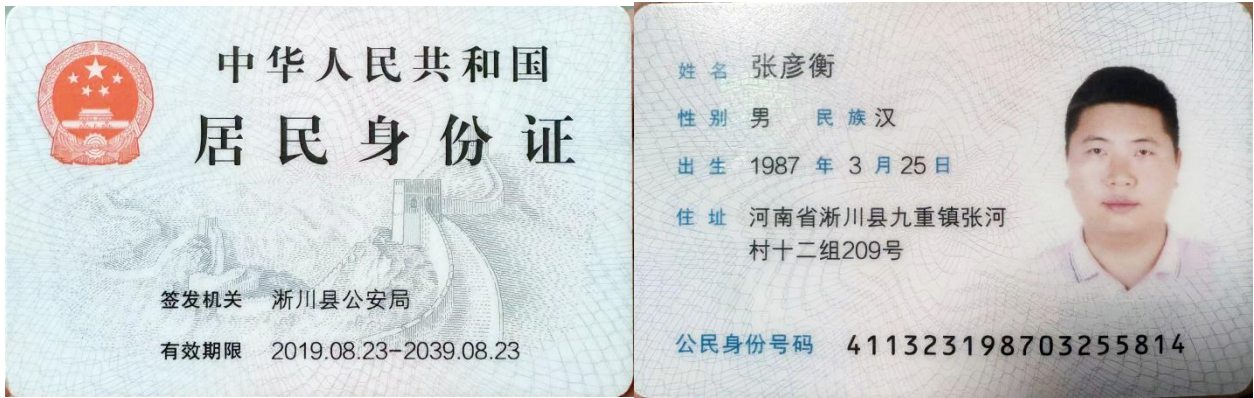 中华人民共和国
居民身份证
签发机关 淅川县公安局
有效期限 2019.08.23-2039.08.23
姓名 张彦衡
性别 男 民族 汉
出生 1987 年 3 月 25 日
住址 河南省淅川县九重镇张河
村十二组209号
公民身份号码 411323198703255814